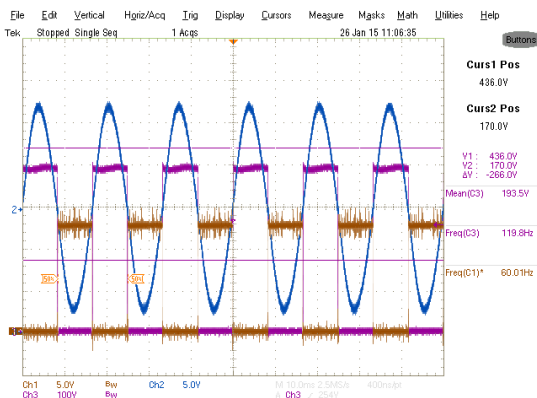 File Edit Vertical Horiz/Acq Trig Display Cursors Measure Masks Math Utilities Help
Tek Stopped Single Seq 1 Acqs 26 Jan 15 11:06:35
Buttons
Curs1 Pos
436.0V
Curs2 Pos
170.0V
V1 : 436.0V
V2 : 170.0V
ΔV : -266.0V
Mean(C3) 193.5V
2
Freq(C3) 119.8Hz
Freq(C1)* 60.01Hz
50% 50%
Ch1 5.0V Bw Ch2 5.0V M 10.0ms 2.5MS/s 400ns/pt
Ch3 100V Bw A Ch3 / 254V